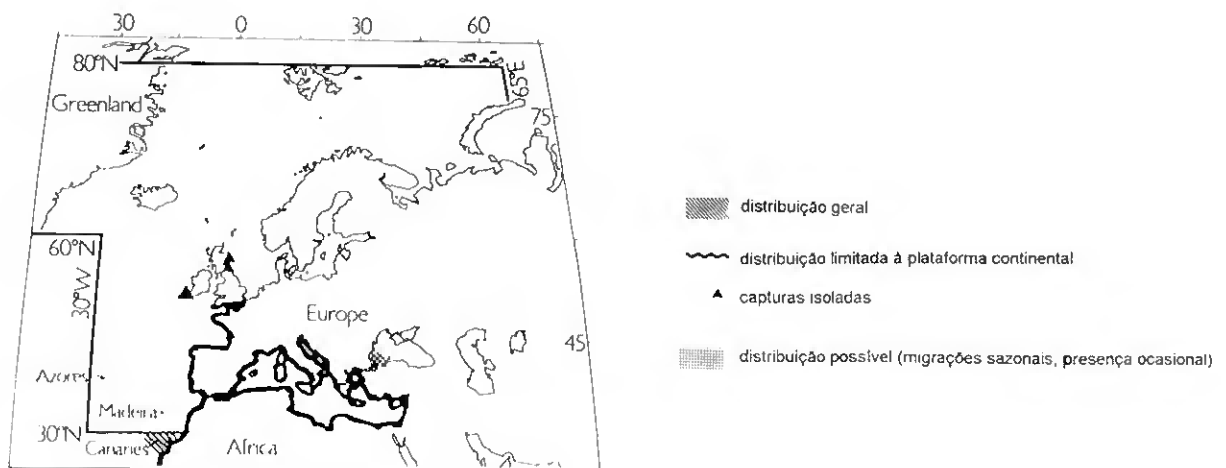 30 0 30 60
80°N
65°E
Greenland
75
60°N
30°W
Europe
45
Azores
Madeira
30°N
Canaries
Africa
distribuição geral
distribuição limitada à plataforma continental
capturas isoladas
distribuição possível (migrações sazonais, presença ocasional)